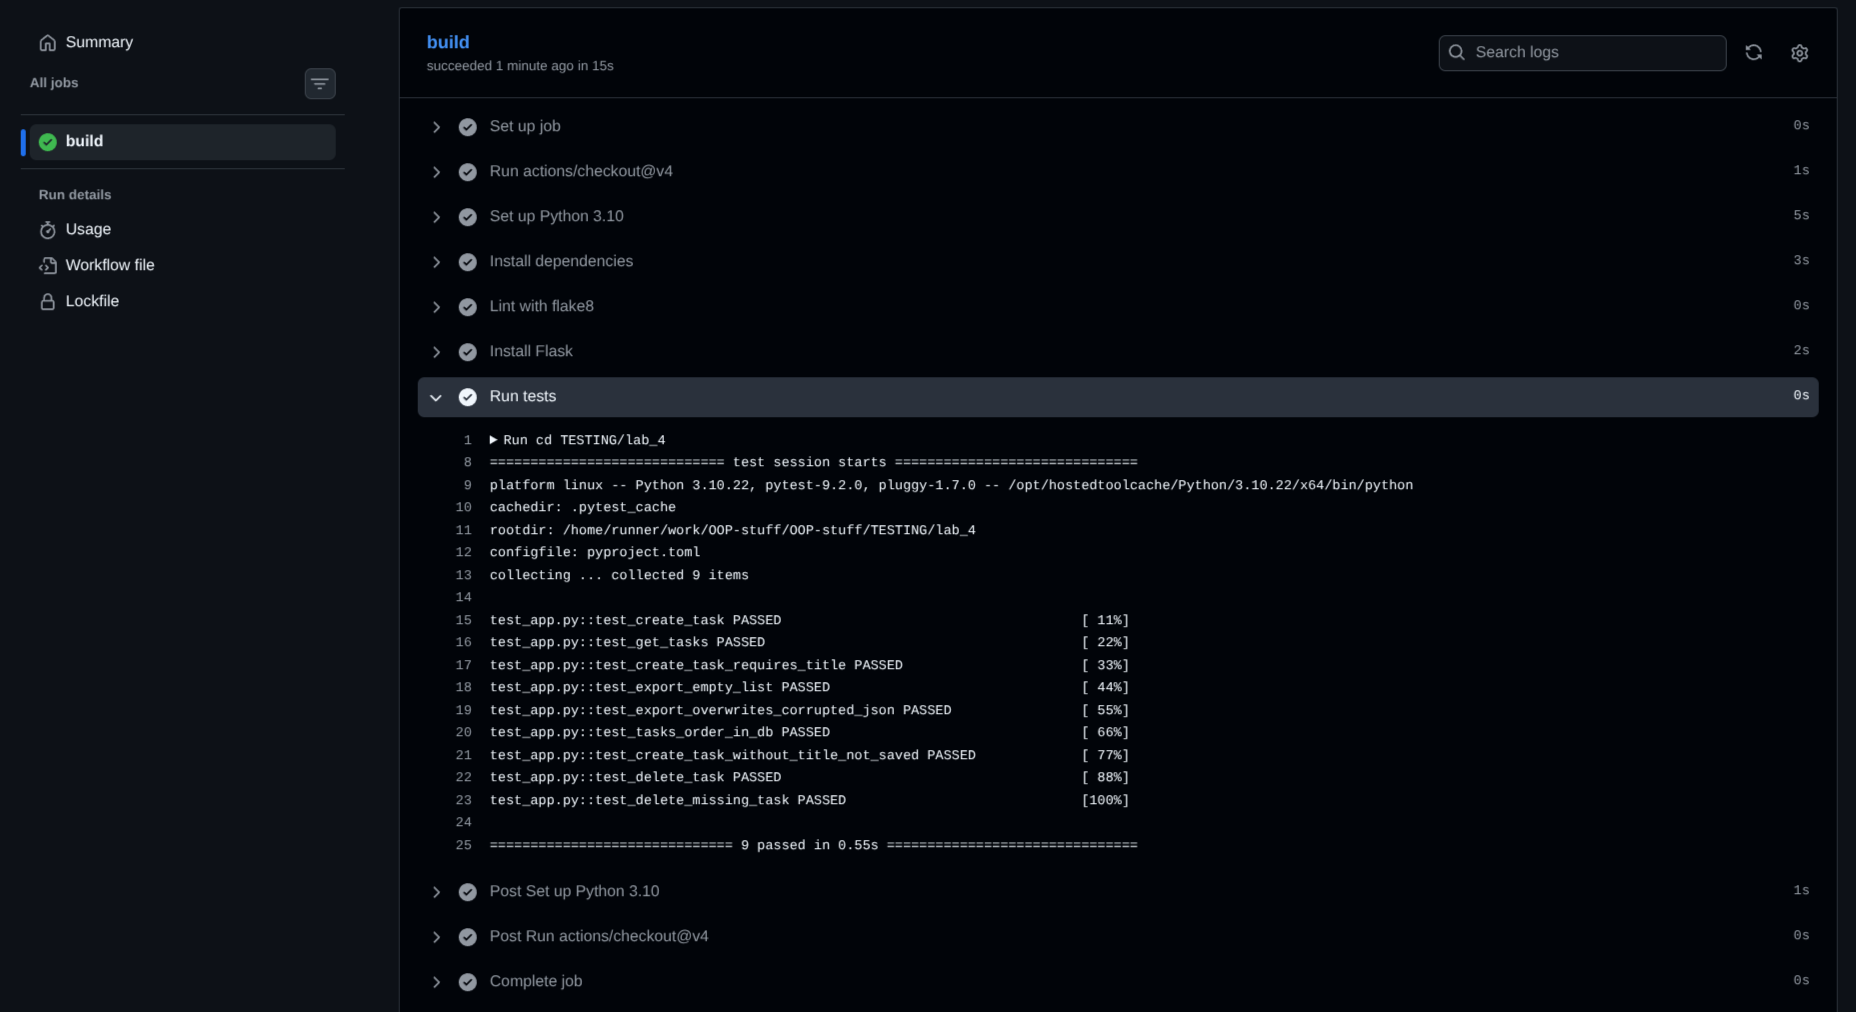 Summary
All jobs
build
Run details
Usage
Workflow file
Lockfile
build
succeeded 1 minute ago in 15s
Search logs
Set up job 0s
Run actions/checkout@v4 1s
Set up Python 3.10 5s
Install dependencies 3s
Lint with flake8 0s
Install Flask 2s
Run tests 0s
1 Run cd TESTING/lab_4
8 ============================= test session starts ==============================
9 platform linux -- Python 3.10.22, pytest-9.2.0, pluggy-1.7.0 -- /opt/hostedtoolcache/Python/3.10.22/x64/bin/python
10 cachedir: .pytest_cache
11 rootdir: /home/runner/work/OOP-stuff/OOP-stuff/TESTING/lab_4
12 configfile: pyproject.toml
13 collecting ... collected 9 items
14
15 test_app.py::test_create_task PASSED [ 11%]
16 test_app.py::test_get_tasks PASSED [ 22%]
17 test_app.py::test_create_task_requires_title PASSED [ 33%]
18 test_app.py::test_export_empty_list PASSED [ 44%]
19 test_app.py::test_export_overwrites_corrupted_json PASSED [ 55%]
20 test_app.py::test_tasks_order_in_db PASSED [ 66%]
21 test_app.py::test_create_task_without_title_not_saved PASSED [ 77%]
22 test_app.py::test_delete_task PASSED [ 88%]
23 test_app.py::test_delete_missing_task PASSED [100%]
24
25 ============================== 9 passed in 0.55s ===============================
Post Set up Python 3.10 1s
Post Run actions/checkout@v4 0s
Complete job 0s